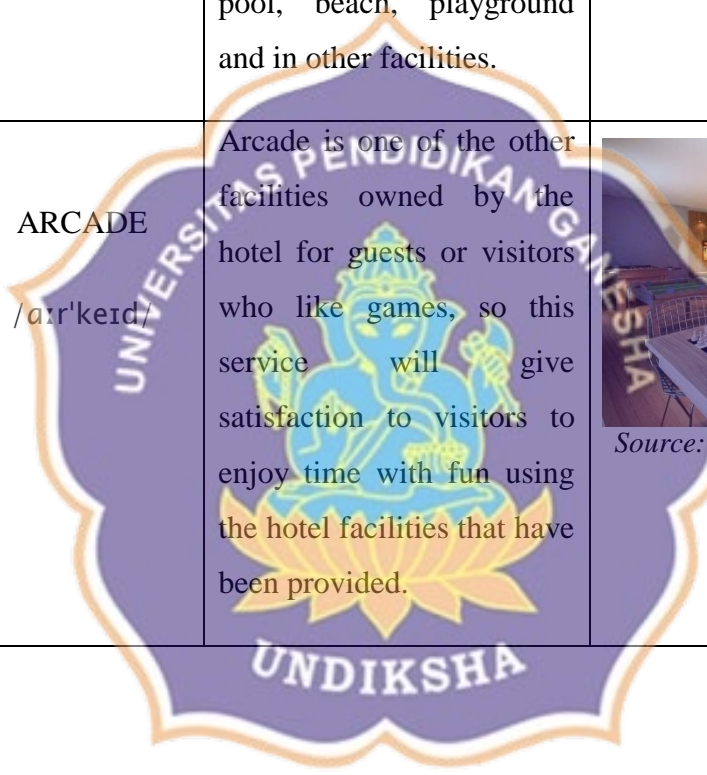 pool, beach, playground
and in other facilities.
ARCADE
/ɑːr'keɪd/
Arcade is one of the other
facilities owned by the
hotel for guests or visitors
who like games, so this
service will give
satisfaction to visitors to
enjoy time with fun using
the hotel facilities that have
been provided.
Source:
UNIVERSITAS PENDIDIKAN GANESHA
UNDIKSHA